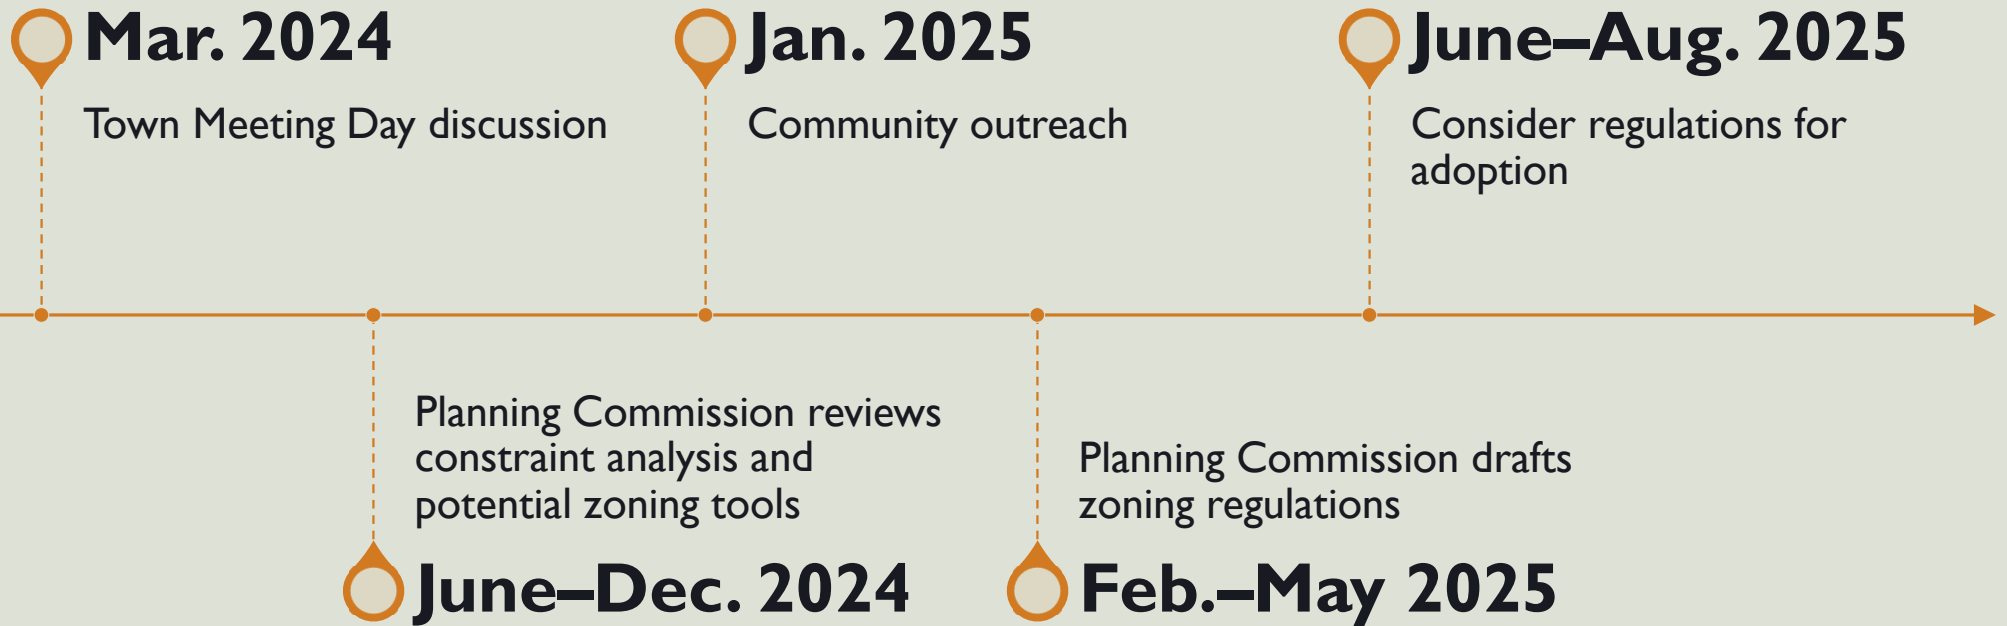 Mar. 2024
Town Meeting Day discussion
Planning Commission reviews
constraint analysis and
potential zoning tools
June–Dec. 2024
Jan. 2025
Community outreach
Planning Commission drafts
zoning regulations
Feb.–May 2025
June–Aug. 2025
Consider regulations for
adoption